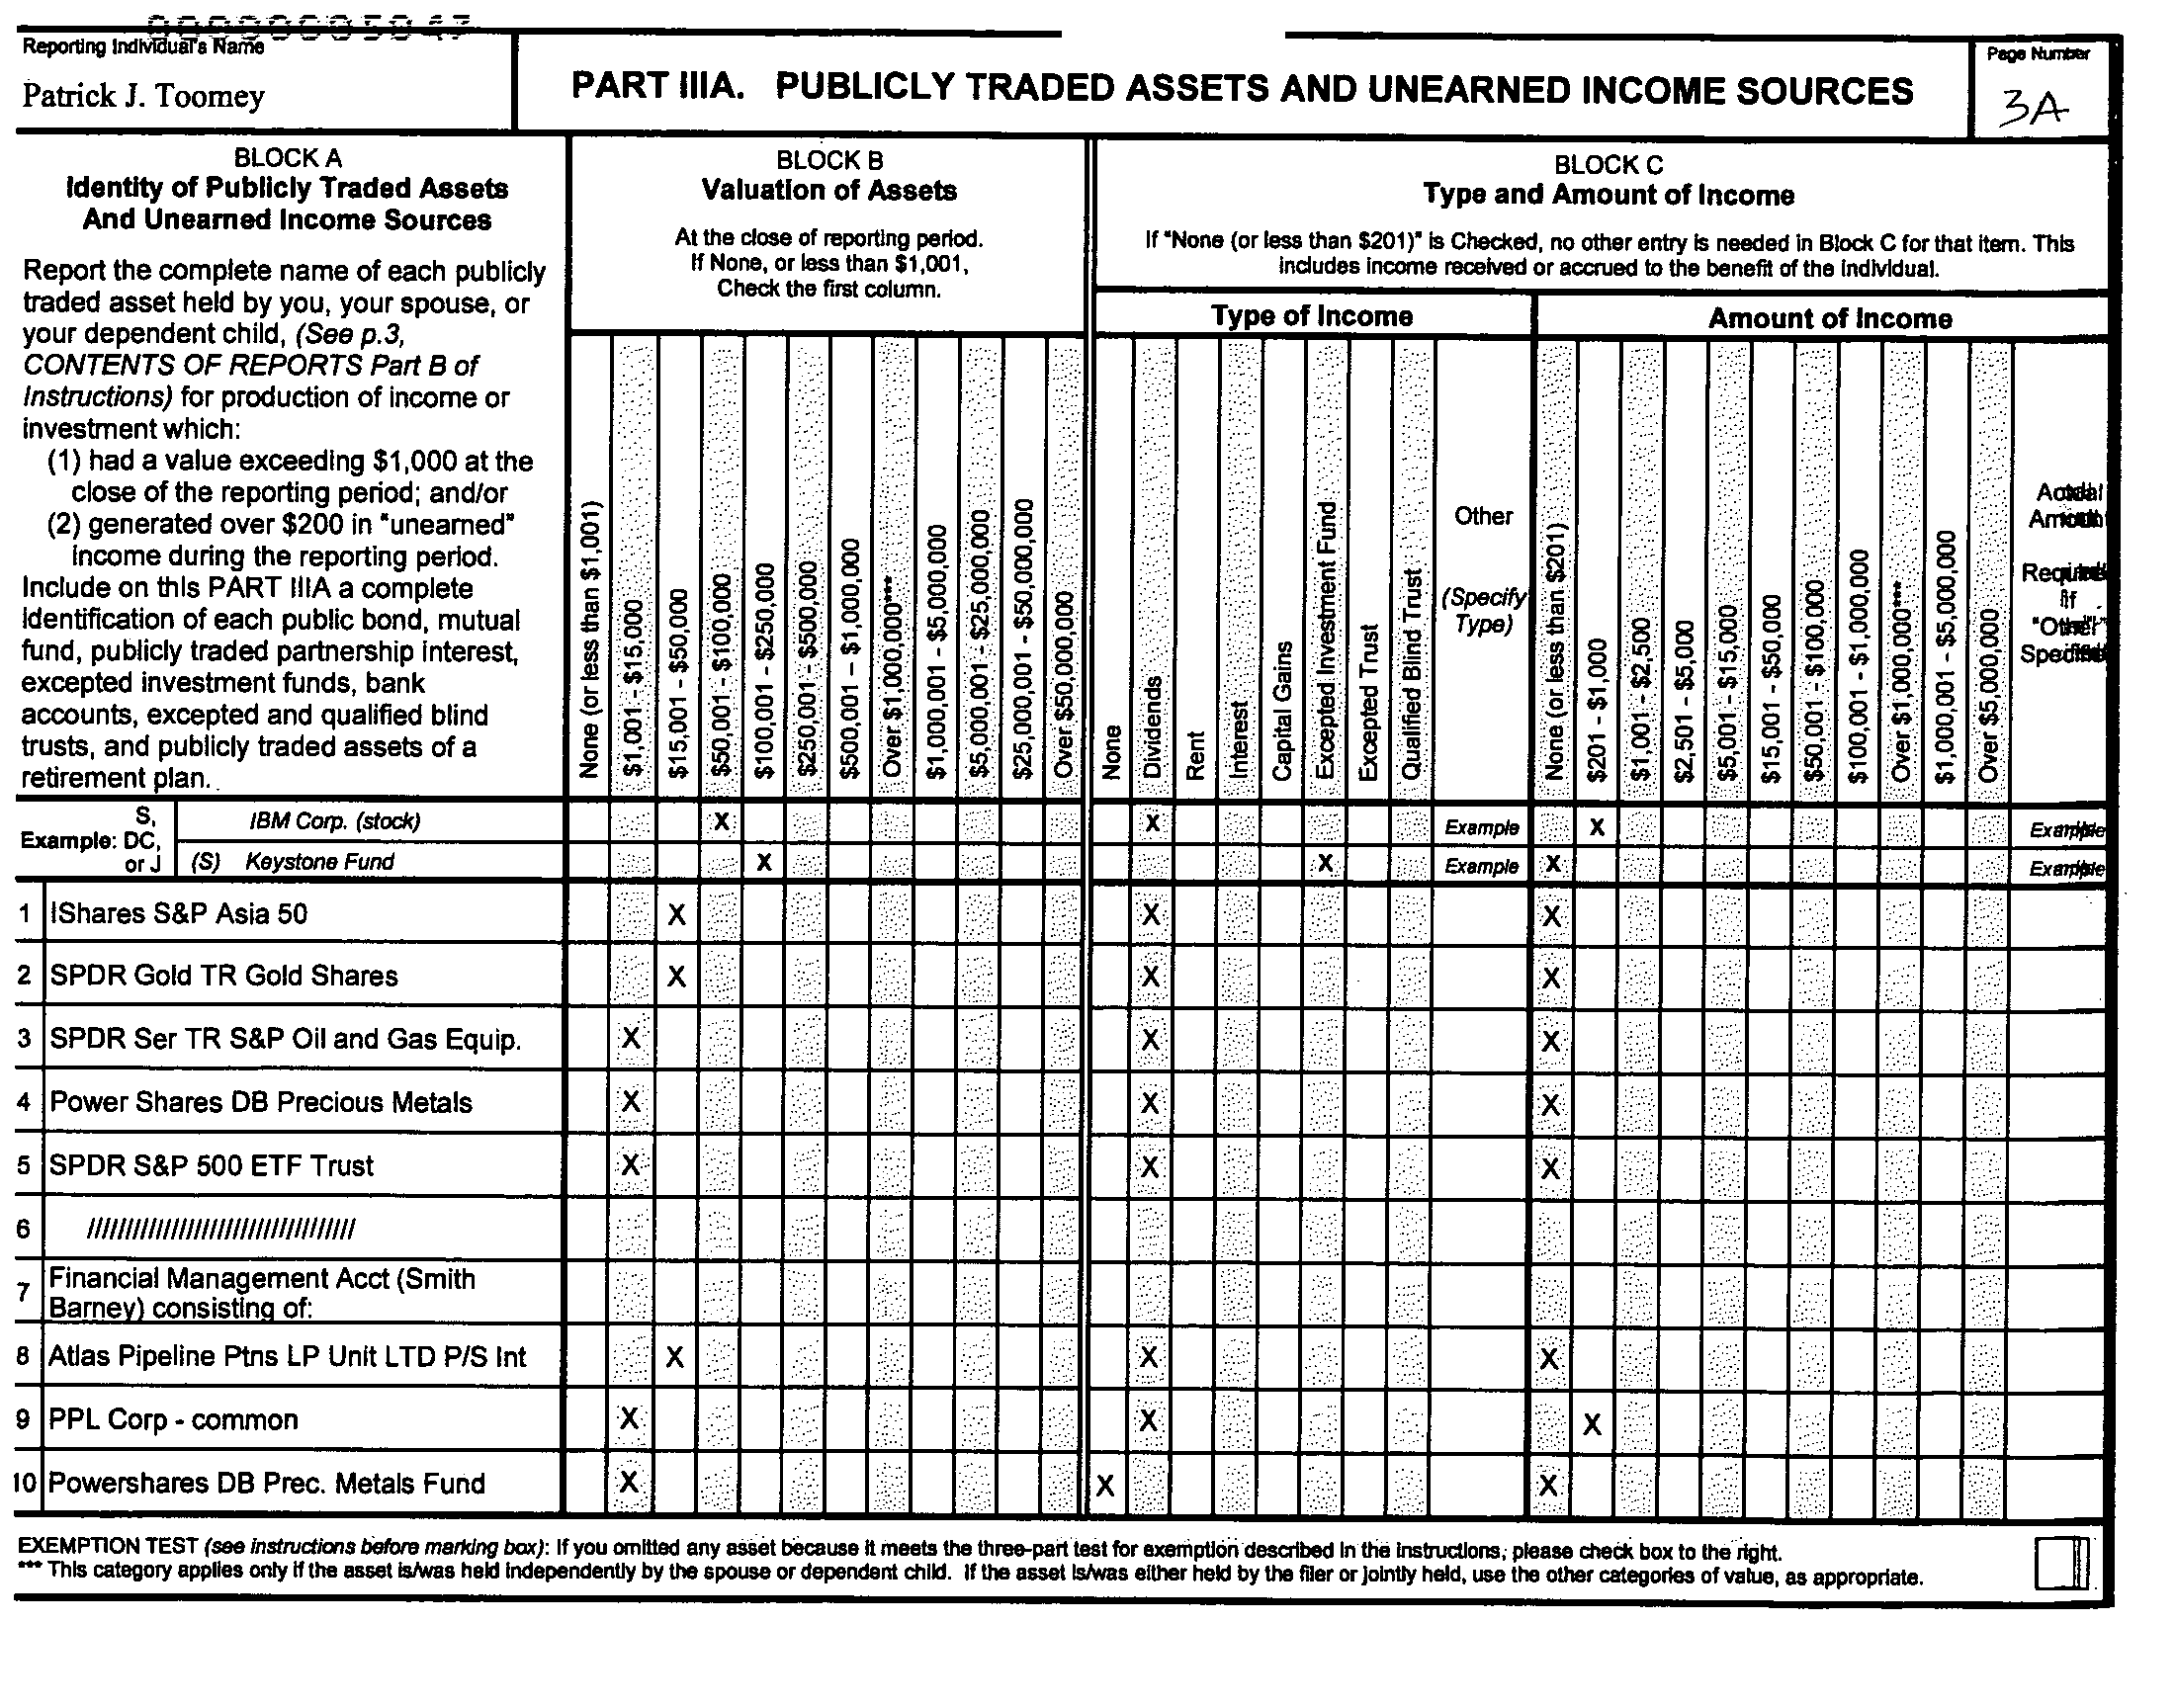 Reporting Individual's Name
Patrick J. Toomey
PART IIIA. PUBLICLY TRADED ASSETS AND UNEARNED INCOME SOURCES
Page Number
3A
BLOCK A
Identity of Publicly Traded Assets
And Unearned Income Sources
Report the complete name of each publicly
traded asset held by you, your spouse, or
your dependent child, (See p.3,
CONTENTS OF REPORTS Part B of
Instructions) for production of income or
investment which:
(1) had a value exceeding $1,000 at the
close of the reporting period; and/or
(2) generated over $200 in "unearned"
income during the reporting period.
Include on this PART IIIA a complete
identification of each public bond, mutual
fund, publicly traded partnership interest,
excepted investment funds, bank
accounts, excepted and qualified blind
trusts, and publicly traded assets of a
retirement plan.
BLOCK B
Valuation of Assets
At the close of reporting period.
If None, or less than $1,001,
Check the first column.
None (or less than $1,001)
$1,001 - $15,000
$15,001 - $50,000
$50,001 - $100,000
$100,001 - $250,000
$250,001 - $500,000
$500,001 - $1,000,000
Over $1,000,000***
$1,000,001 - $5,000,000
$5,000,001 - $25,000,000
$25,000,001 - $50,000,000
Over $50,000,000
BLOCK C
Type and Amount of Income
If "None (or less than $201)" is Checked, no other entry is needed in Block C for that item. This
includes income received or accrued to the benefit of the individual.
Type of Income
None
Dividends
Rent
Interest
Capital Gains
Excepted Investment Fund
Excepted Trust
Qualified Blind Trust
Other
(Specify
Type)
Amount of Income
None (or less than $201)
$201 - $1,000
$1,001 - $2,500
$2,501 - $5,000
$5,001 - $15,000
$15,001 - $50,000
$50,001 - $100,000
$100,001 - $1,000,000
Over $1,000,000***
$1,000,001 - $5,000,000
Over $5,000,000
Actual
Amount
Required
if
"Other"
Specified
Example: S, DC, or J
IBM Corp. (stock) X X Example X Example
(S) Keystone Fund X X Example X Example
1 IShares S&P Asia 50 X X X
2 SPDR Gold TR Gold Shares X X X
3 SPDR Ser TR S&P Oil and Gas Equip. X X X
4 Power Shares DB Precious Metals X X X
5 SPDR S&P 500 ETF Trust X X X
6 ///////////////////////////////////
7 Financial Management Acct (Smith
Barney) consisting of:
8 Atlas Pipeline Ptns LP Unit LTD P/S Int X X X
9 PPL Corp - common X X X
10 Powershares DB Prec. Metals Fund X X X
EXEMPTION TEST (see instructions before marking box): If you omitted any asset because it meets the three-part test for exemption described in the instructions, please check box to the right.
*** This category applies only if the asset is/was held independently by the spouse or dependent child. If the asset is/was either held by the filer or jointly held, use the other categories of value, as appropriate.